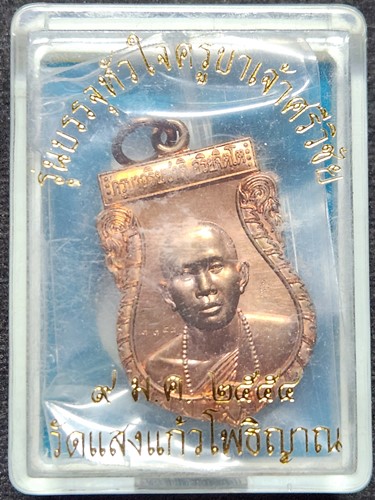 รุ่นบรรจุหัวใจครูบาเจ้าศรีวิชัย
๙ ม.ค. ๒๕๕๔
วัดแสงแก้วโพธิญาณ